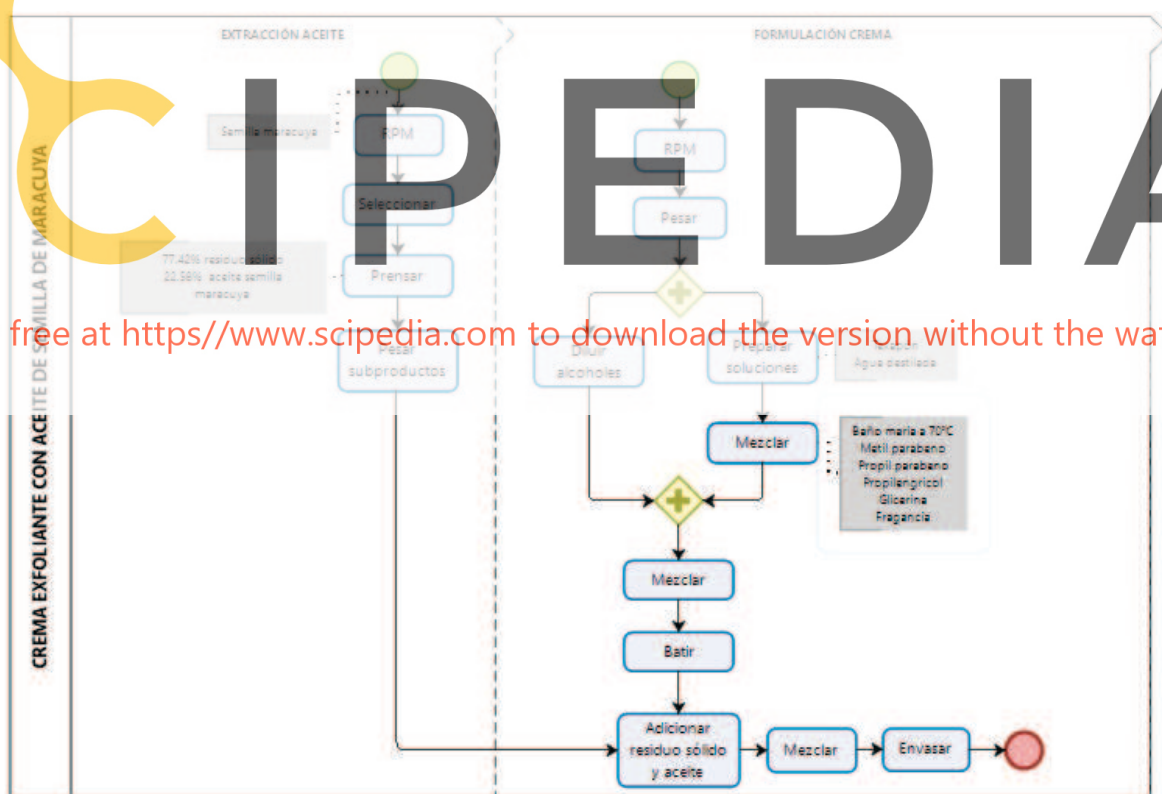 CIPEDIA
free at https//www.scipedia.com to download the version without the wat
CREMA EXFOLIANTE CON ACEITE DE SEMILLA DE MARACUYA
EXTRACCIÓN ACEITE
Semilla maracuya
RPM
Seleccionar
77.42% residuo sólido
22.58% aceite semilla
maracuya
Prensar
Pesar
subproductos
FORMULACIÓN CREMA
RPM
Pesar
Diluir
alcoholes
Preparar
soluciones
Agua destilada
Mezclar
Baño maria a 70°C
Metil parabeno
Propil parabeno
Propilengricol
Glicerina
Fragancia
Mezclar
Batir
Adicionar
residuo sólido
y aceite
Mezclar
Envasar